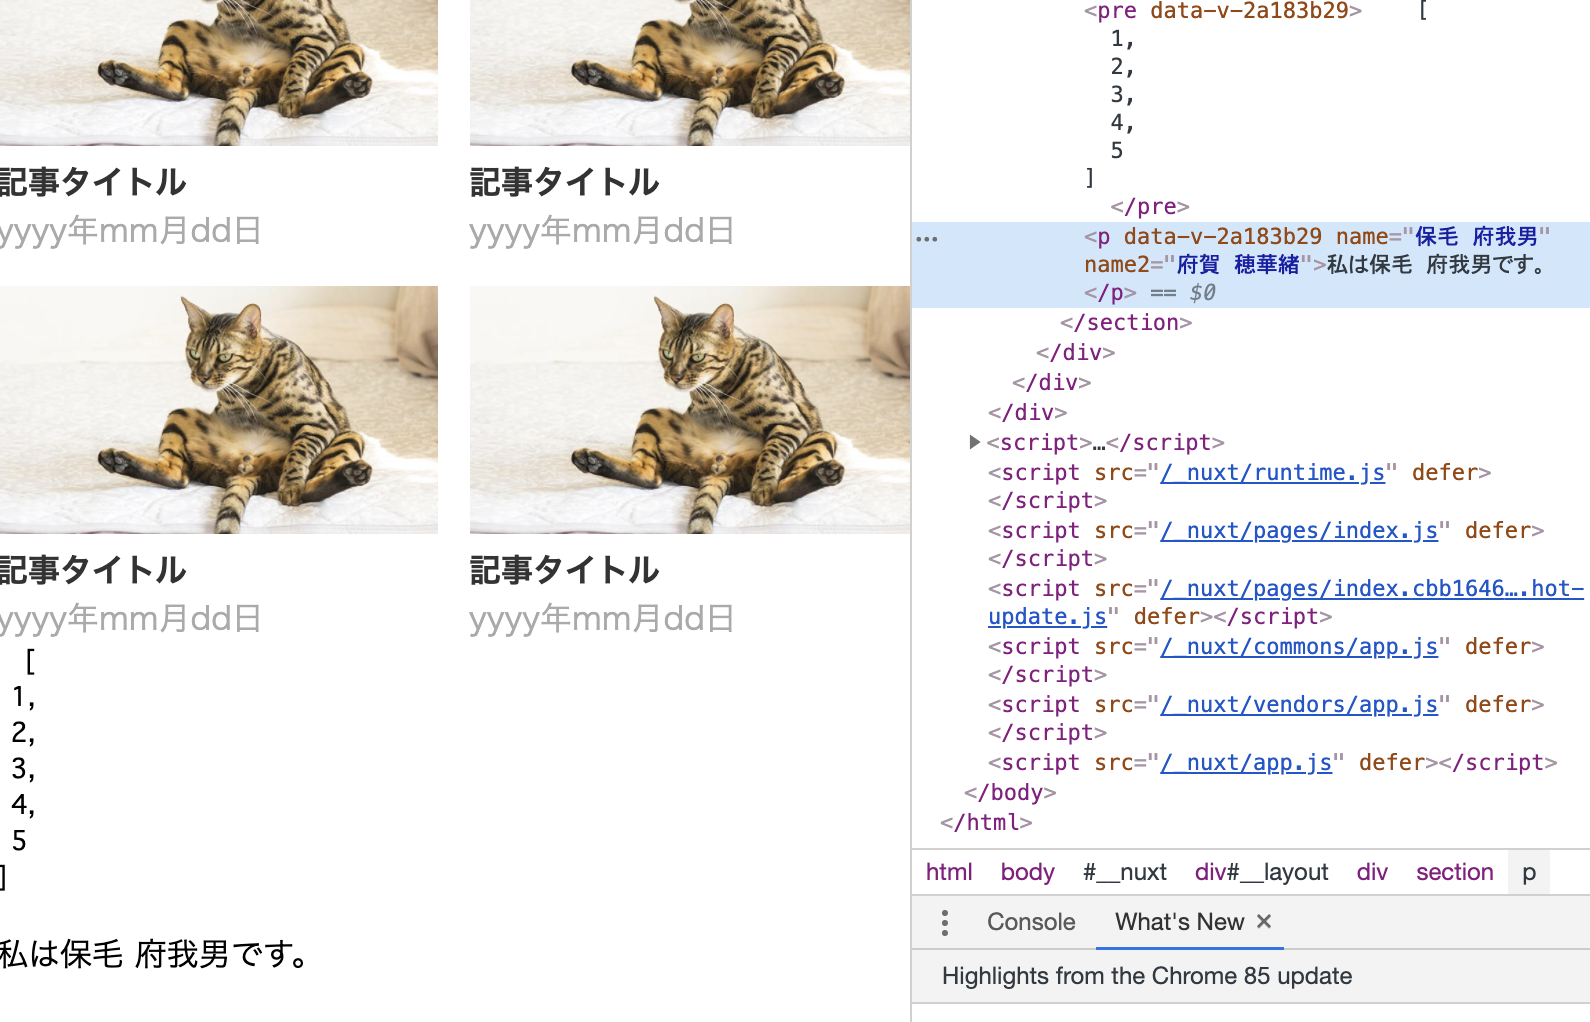 記事タイトル
yyyy年mm月dd日
記事タイトル
yyyy年mm月dd日
記事タイトル
yyyy年mm月dd日
記事タイトル
yyyy年mm月dd日
[
1,
2,
3,
4,
5
]
私は保毛 府我男です。
<pre data-v-2a183b29> [
1,
2,
3,
4,
5
]
</pre>
<p data-v-2a183b29 name="保毛 府我男"
name2="府賀 穂華緒">私は保毛 府我男です。
</p> == $0
</section>
</div>
</div>
</div>
<script>…</script>
<script src="/_nuxt/runtime.js" defer>
</script>
<script src="/_nuxt/pages/index.js" defer>
</script>
<script src="/_nuxt/pages/index.cbb1646….hot-
update.js" defer></script>
<script src="/_nuxt/commons/app.js" defer>
</script>
<script src="/_nuxt/vendors/app.js" defer>
</script>
<script src="/_nuxt/app.js" defer></script>
</body>
</html>
html body #__nuxt div#__layout div section p
Console What's New ×
Highlights from the Chrome 85 update